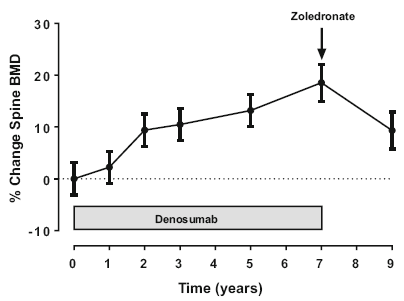 Zoledronate
30
20
10
0
-10
% Change Spine BMD
Denosumab
0 1 2 3 4 5 6 7 8 9
Time (years)